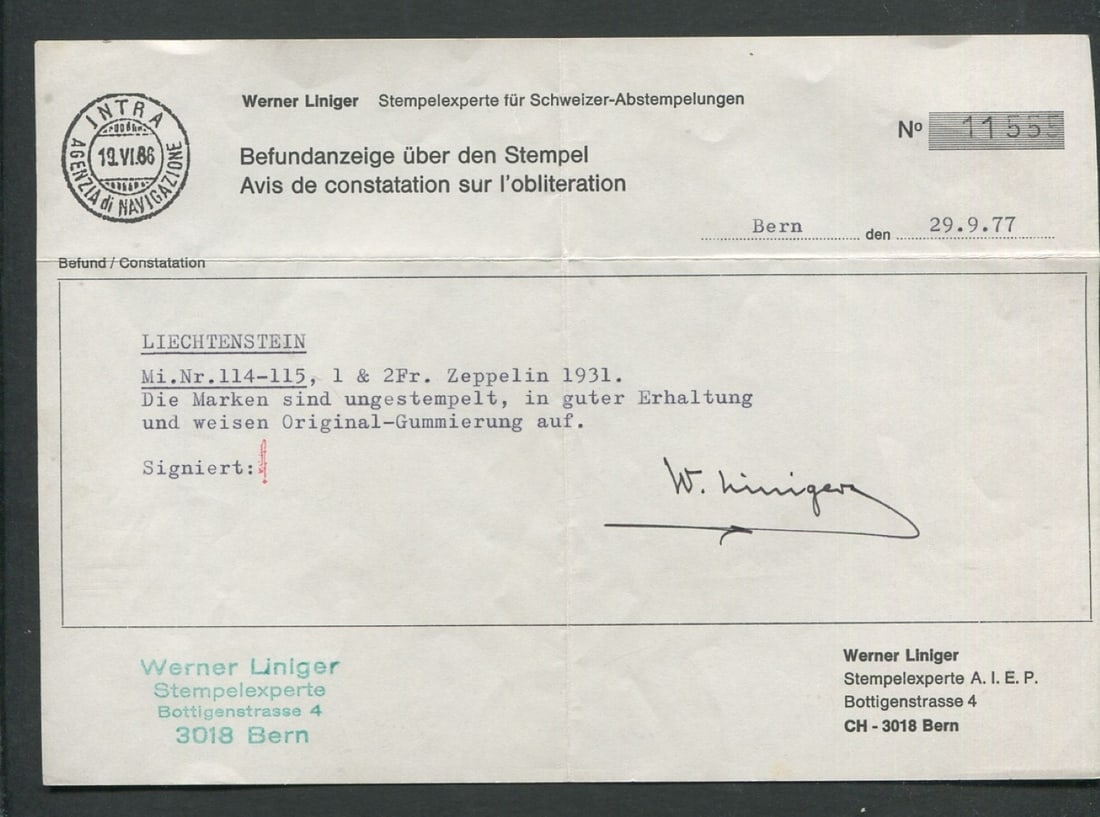 INTRA
19.VI.86
AGENZIA di NAVIGAZIONE
Werner Liniger Stempelexperte für Schweizer-Abstempelungen
No 11555
Befundanzeige über den Stempel
Avis de constatation sur l'obliteration
Bern den 29.9.77
Befund / Constatation
LIECHTENSTEIN
Mi.Nr.114-115, 1 & 2Fr. Zeppelin 1931.
Die Marken sind ungestempelt, in guter Erhaltung
und weisen Original-Gummierung auf.
Signiert:
W. Liniger
Werner Liniger
Stempelexperte
Bottigenstrasse 4
3018 Bern
Werner Liniger
Stempelexperte A. I. E. P.
Bottigenstrasse 4
CH - 3018 Bern